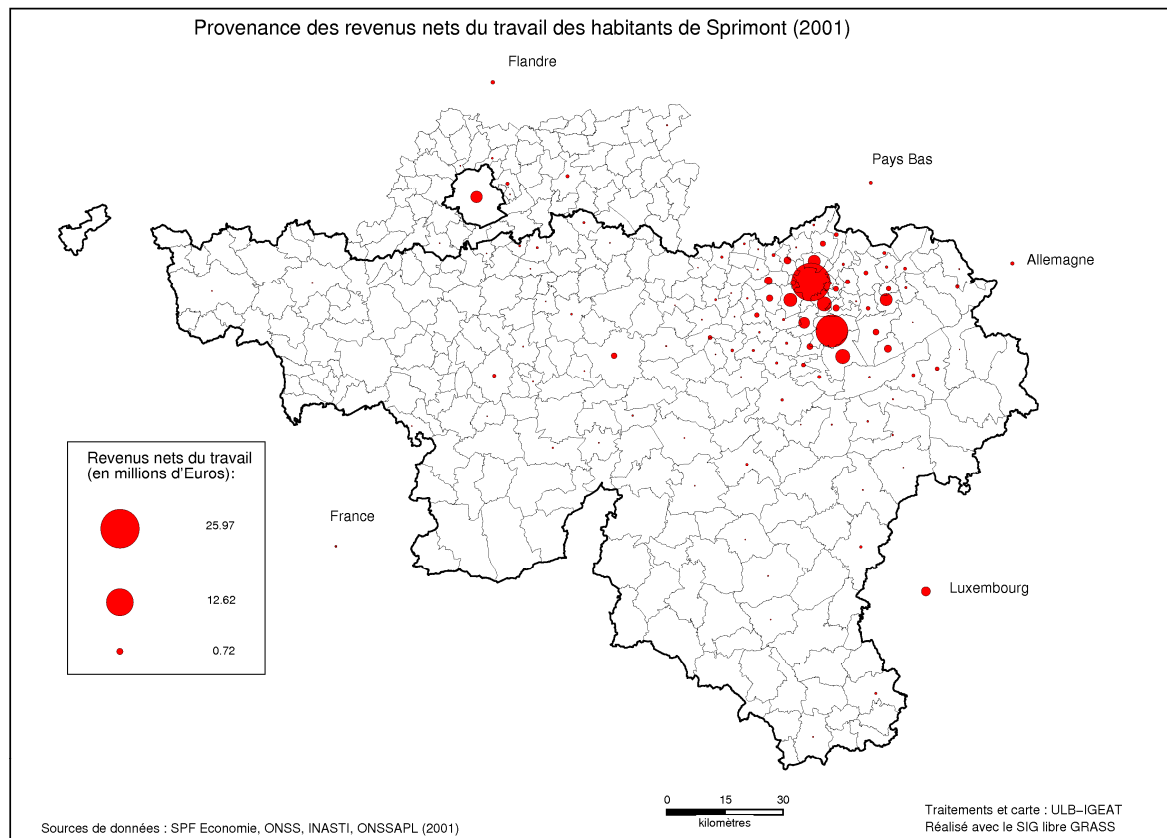 Provenance des revenus nets du travail des habitants de Sprimont (2001)
Flandre
Pays Bas
Allemagne
Revenus nets du travail
(en millions d'Euros):
25.97
12.62
0.72
France
Luxembourg
0 15 30
kilomètres
Sources de données : SPF Economie, ONSS, INASTI, ONSSAPL (2001)
Traitements et carte : ULB–IGEAT
Réalisé avec le SIG libre GRASS